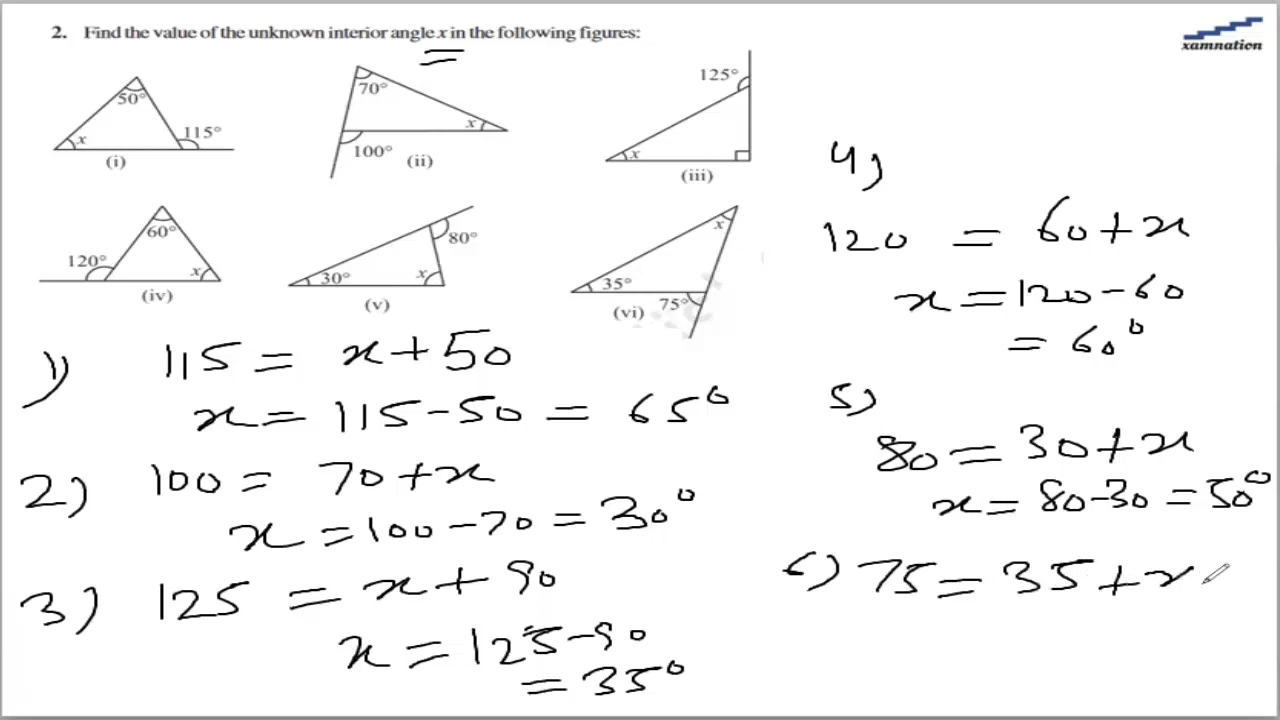 2. Find the value of the unknown interior angle x in the following figures:
xamnation
50°
x
115°
(i)
70°
x
100°
(ii)
125°
x
(iii)
60°
120°
x
(iv)
80°
30°
x
(v)
x
35°
75°
(vi)
1) 115 = x + 50
x = 115 - 50 = 65°
2) 100 = 70 + x
x = 100 - 70 = 30°
3) 125 = x + 90
x = 125 - 90
= 35°
4)
120 = 60 + x
x = 120 - 60
= 60°
5)
80 = 30 + x
x = 80 - 30 = 50°
6) 75 = 35 + x